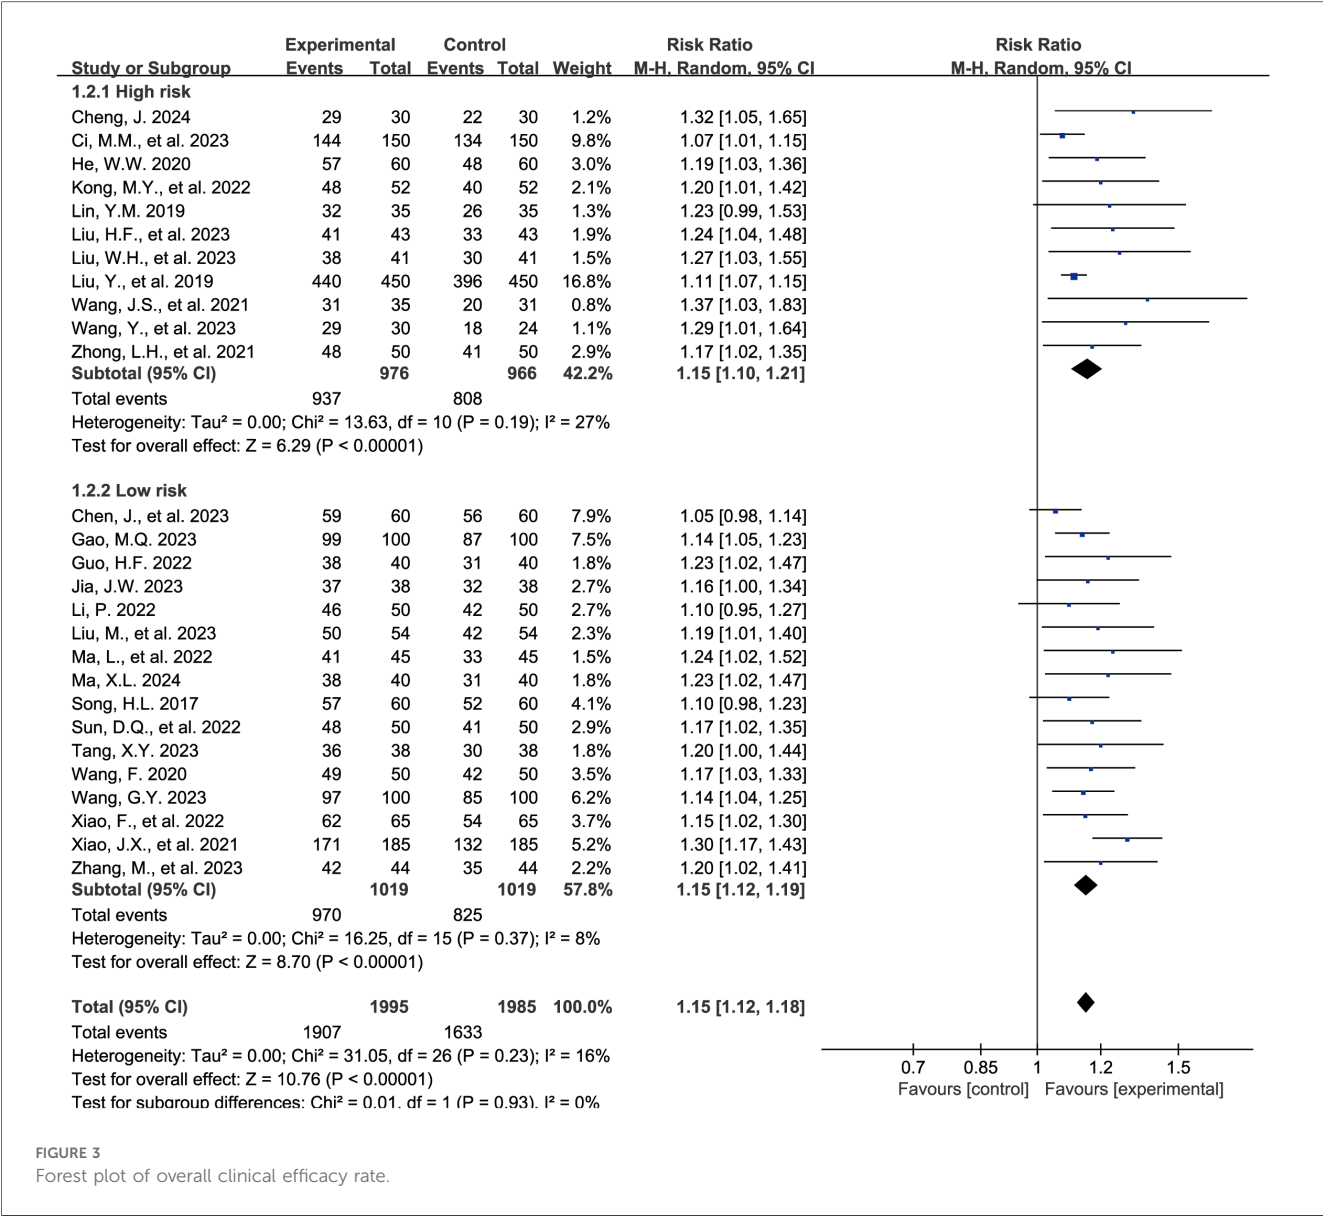 Experimental Control Risk Ratio Risk Ratio
Study or Subgroup Events Total Events Total Weight M-H, Random, 95% CI M-H, Random, 95% CI
1.2.1 High risk
Cheng, J. 2024 29 30 22 30 1.2% 1.32 [1.05, 1.65]
Ci, M.M., et al. 2023 144 150 134 150 9.8% 1.07 [1.01, 1.15]
He, W.W. 2020 57 60 48 60 3.0% 1.19 [1.03, 1.36]
Kong, M.Y., et al. 2022 48 52 40 52 2.1% 1.20 [1.01, 1.42]
Lin, Y.M. 2019 32 35 26 35 1.3% 1.23 [0.99, 1.53]
Liu, H.F., et al. 2023 41 43 33 43 1.9% 1.24 [1.04, 1.48]
Liu, W.H., et al. 2023 38 41 30 41 1.5% 1.27 [1.03, 1.55]
Liu, Y., et al. 2019 440 450 396 450 16.8% 1.11 [1.07, 1.15]
Wang, J.S., et al. 2021 31 35 20 31 0.8% 1.37 [1.03, 1.83]
Wang, Y., et al. 2023 29 30 18 24 1.1% 1.29 [1.01, 1.64]
Zhong, L.H., et al. 2021 48 50 41 50 2.9% 1.17 [1.02, 1.35]
Subtotal (95% CI) 976 966 42.2% 1.15 [1.10, 1.21]
Total events 937 808
Heterogeneity: Tau² = 0.00; Chi² = 13.63, df = 10 (P = 0.19); I² = 27%
Test for overall effect: Z = 6.29 (P < 0.00001)
1.2.2 Low risk
Chen, J., et al. 2023 59 60 56 60 7.9% 1.05 [0.98, 1.14]
Gao, M.Q. 2023 99 100 87 100 7.5% 1.14 [1.05, 1.23]
Guo, H.F. 2022 38 40 31 40 1.8% 1.23 [1.02, 1.47]
Jia, J.W. 2023 37 38 32 38 2.7% 1.16 [1.00, 1.34]
Li, P. 2022 46 50 42 50 2.7% 1.10 [0.95, 1.27]
Liu, M., et al. 2023 50 54 42 54 2.3% 1.19 [1.01, 1.40]
Ma, L., et al. 2022 41 45 33 45 1.5% 1.24 [1.02, 1.52]
Ma, X.L. 2024 38 40 31 40 1.8% 1.23 [1.02, 1.47]
Song, H.L. 2017 57 60 52 60 4.1% 1.10 [0.98, 1.23]
Sun, D.Q., et al. 2022 48 50 41 50 2.9% 1.17 [1.02, 1.35]
Tang, X.Y. 2023 36 38 30 38 1.8% 1.20 [1.00, 1.44]
Wang, F. 2020 49 50 42 50 3.5% 1.17 [1.03, 1.33]
Wang, G.Y. 2023 97 100 85 100 6.2% 1.14 [1.04, 1.25]
Xiao, F., et al. 2022 62 65 54 65 3.7% 1.15 [1.02, 1.30]
Xiao, J.X., et al. 2021 171 185 132 185 5.2% 1.30 [1.17, 1.43]
Zhang, M., et al. 2023 42 44 35 44 2.2% 1.20 [1.02, 1.41]
Subtotal (95% CI) 1019 1019 57.8% 1.15 [1.12, 1.19]
Total events 970 825
Heterogeneity: Tau² = 0.00; Chi² = 16.25, df = 15 (P = 0.37); I² = 8%
Test for overall effect: Z = 8.70 (P < 0.00001)
Total (95% CI) 1995 1985 100.0% 1.15 [1.12, 1.18]
Total events 1907 1633
Heterogeneity: Tau² = 0.00; Chi² = 31.05, df = 26 (P = 0.23); I² = 16%
Test for overall effect: Z = 10.76 (P < 0.00001)
Test for subgroup differences: Chi² = 0.01, df = 1 (P = 0.93), I² = 0%
0.7 0.85 1 1.2 1.5
Favours [control] Favours [experimental]
FIGURE 3
Forest plot of overall clinical efficacy rate.